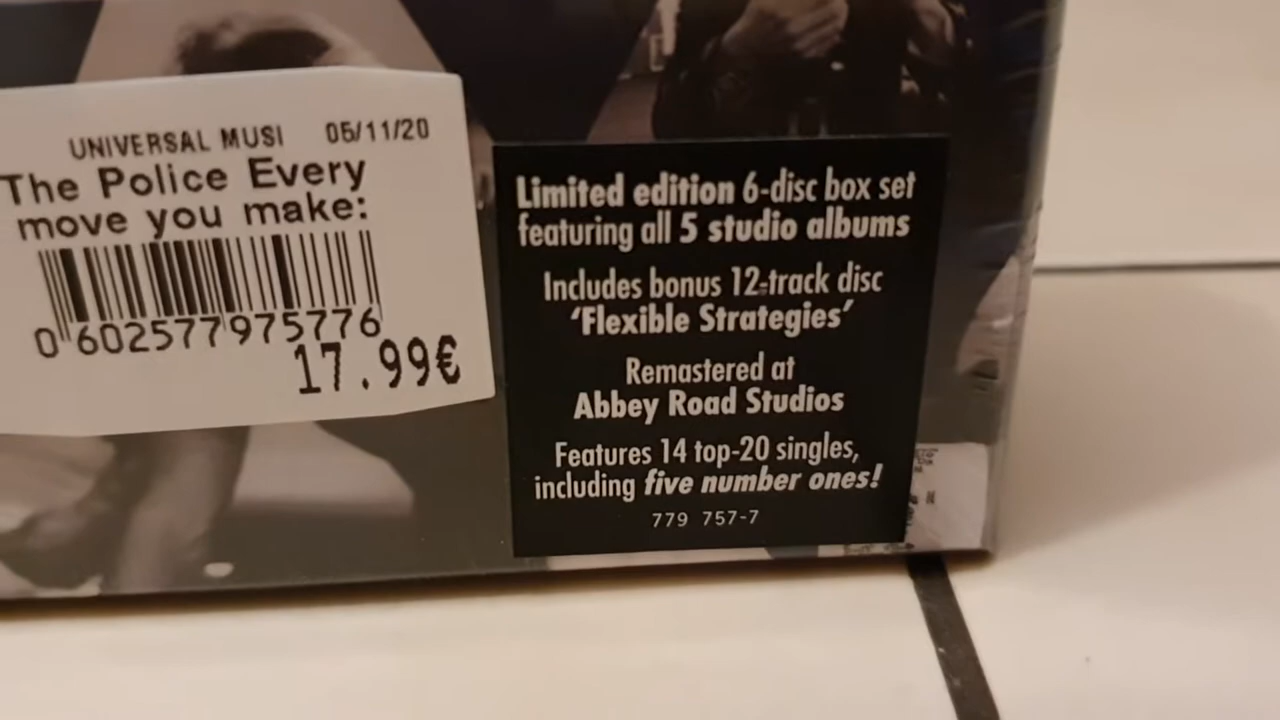 UNIVERSAL MUSI 05/11/20
The Police Every
move you make:
0 602577 975776
17.99€
Limited edition 6-disc box set
featuring all 5 studio albums
Includes bonus 12-track disc
'Flexible Strategies'
Remastered at
Abbey Road Studios
Features 14 top-20 singles,
including five number ones!
779 757-7